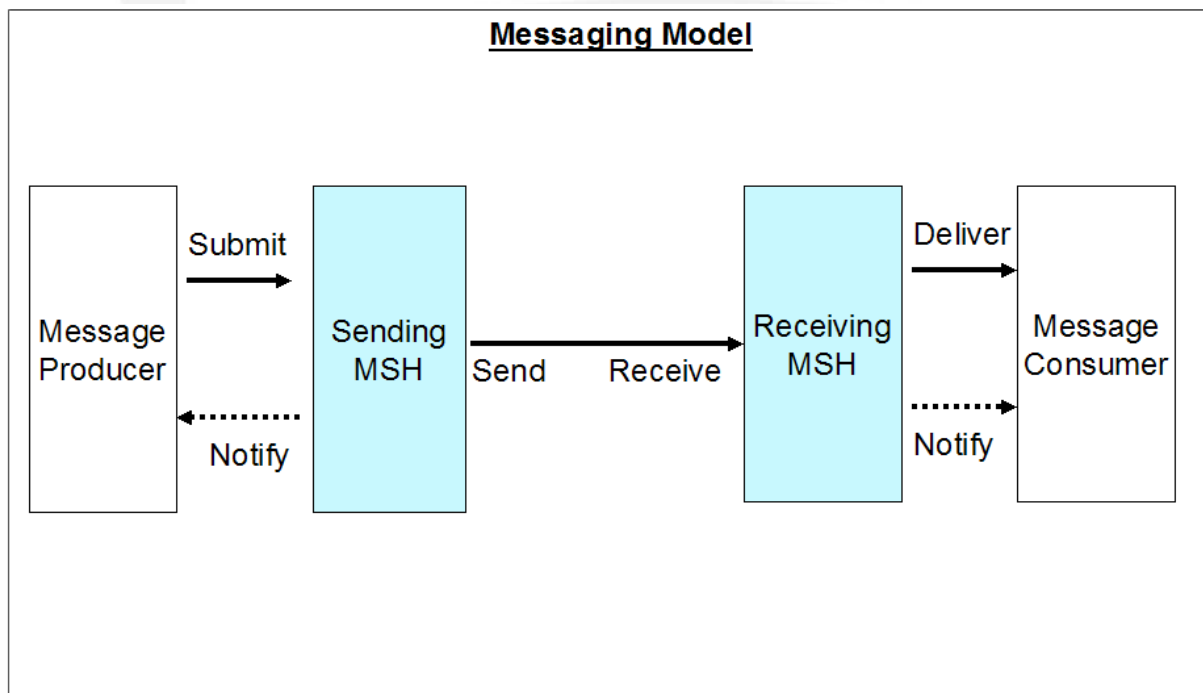 Messaging Model
Submit
Deliver
Message
Producer
Sending
MSH
Receiving
MSH
Message
Consumer
Send
Receive
Notify
Notify